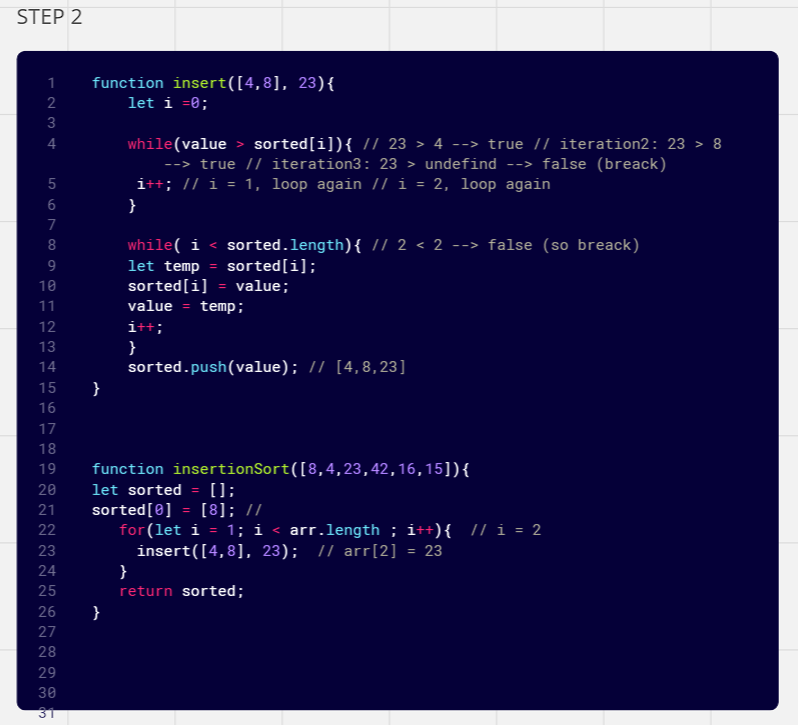 STEP 2
1 function insert([4,8], 23){
2 let i =0;
3
4 while(value > sorted[i]){ // 23 > 4 --> true // iteration2: 23 > 8
--> true // iteration3: 23 > undefind --> false (breack)
5 i++; // i = 1, loop again // i = 2, loop again
6 }
7
8 while( i < sorted.length){ // 2 < 2 --> false (so breack)
9 let temp = sorted[i];
10 sorted[i] = value;
11 value = temp;
12 i++;
13 }
14 sorted.push(value); // [4,8,23]
15 }
16
17
18
19 function insertionSort([8,4,23,42,16,15]){
20 let sorted = [];
21 sorted[0] = [8]; //
22 for(let i = 1; i < arr.length ; i++){ // i = 2
23 insert([4,8], 23); // arr[2] = 23
24 }
25 return sorted;
26 }
27
28
29
30
31